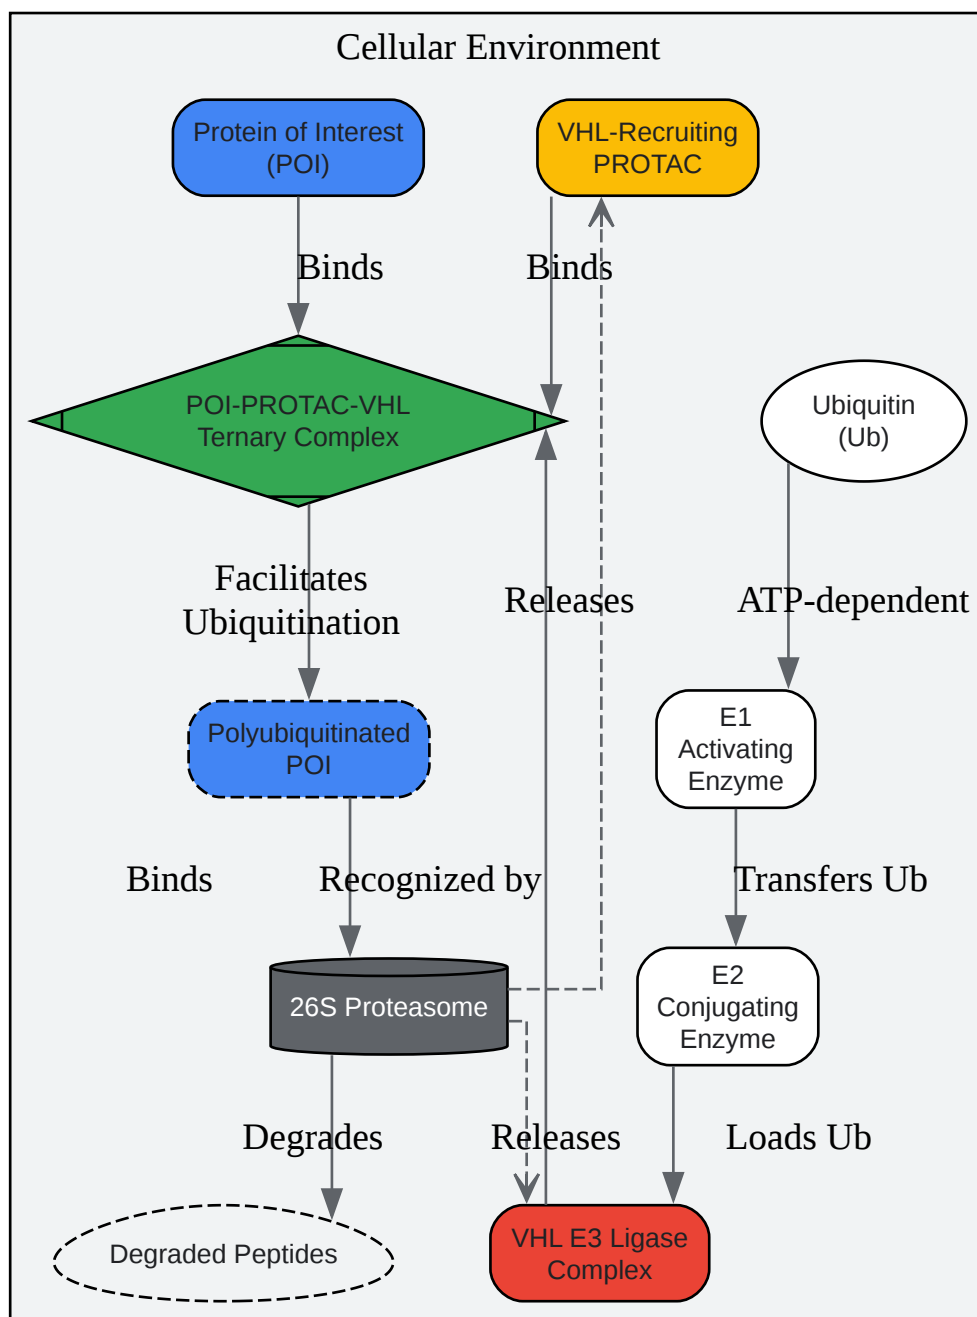 Cellular Environment
Protein of Interest
(POI)
VHL-Recruiting
PROTAC
Binds
Binds
POI-PROTAC-VHL
Ternary Complex
Ubiquitin
(Ub)
Facilitates
Ubiquitination
Releases
ATP-dependent
Polyubiquitinated
POI
E1
Activating
Enzyme
Binds
Recognized by
Transfers Ub
26S Proteasome
E2
Conjugating
Enzyme
Degrades
Releases
Loads Ub
Degraded Peptides
VHL E3 Ligase
Complex